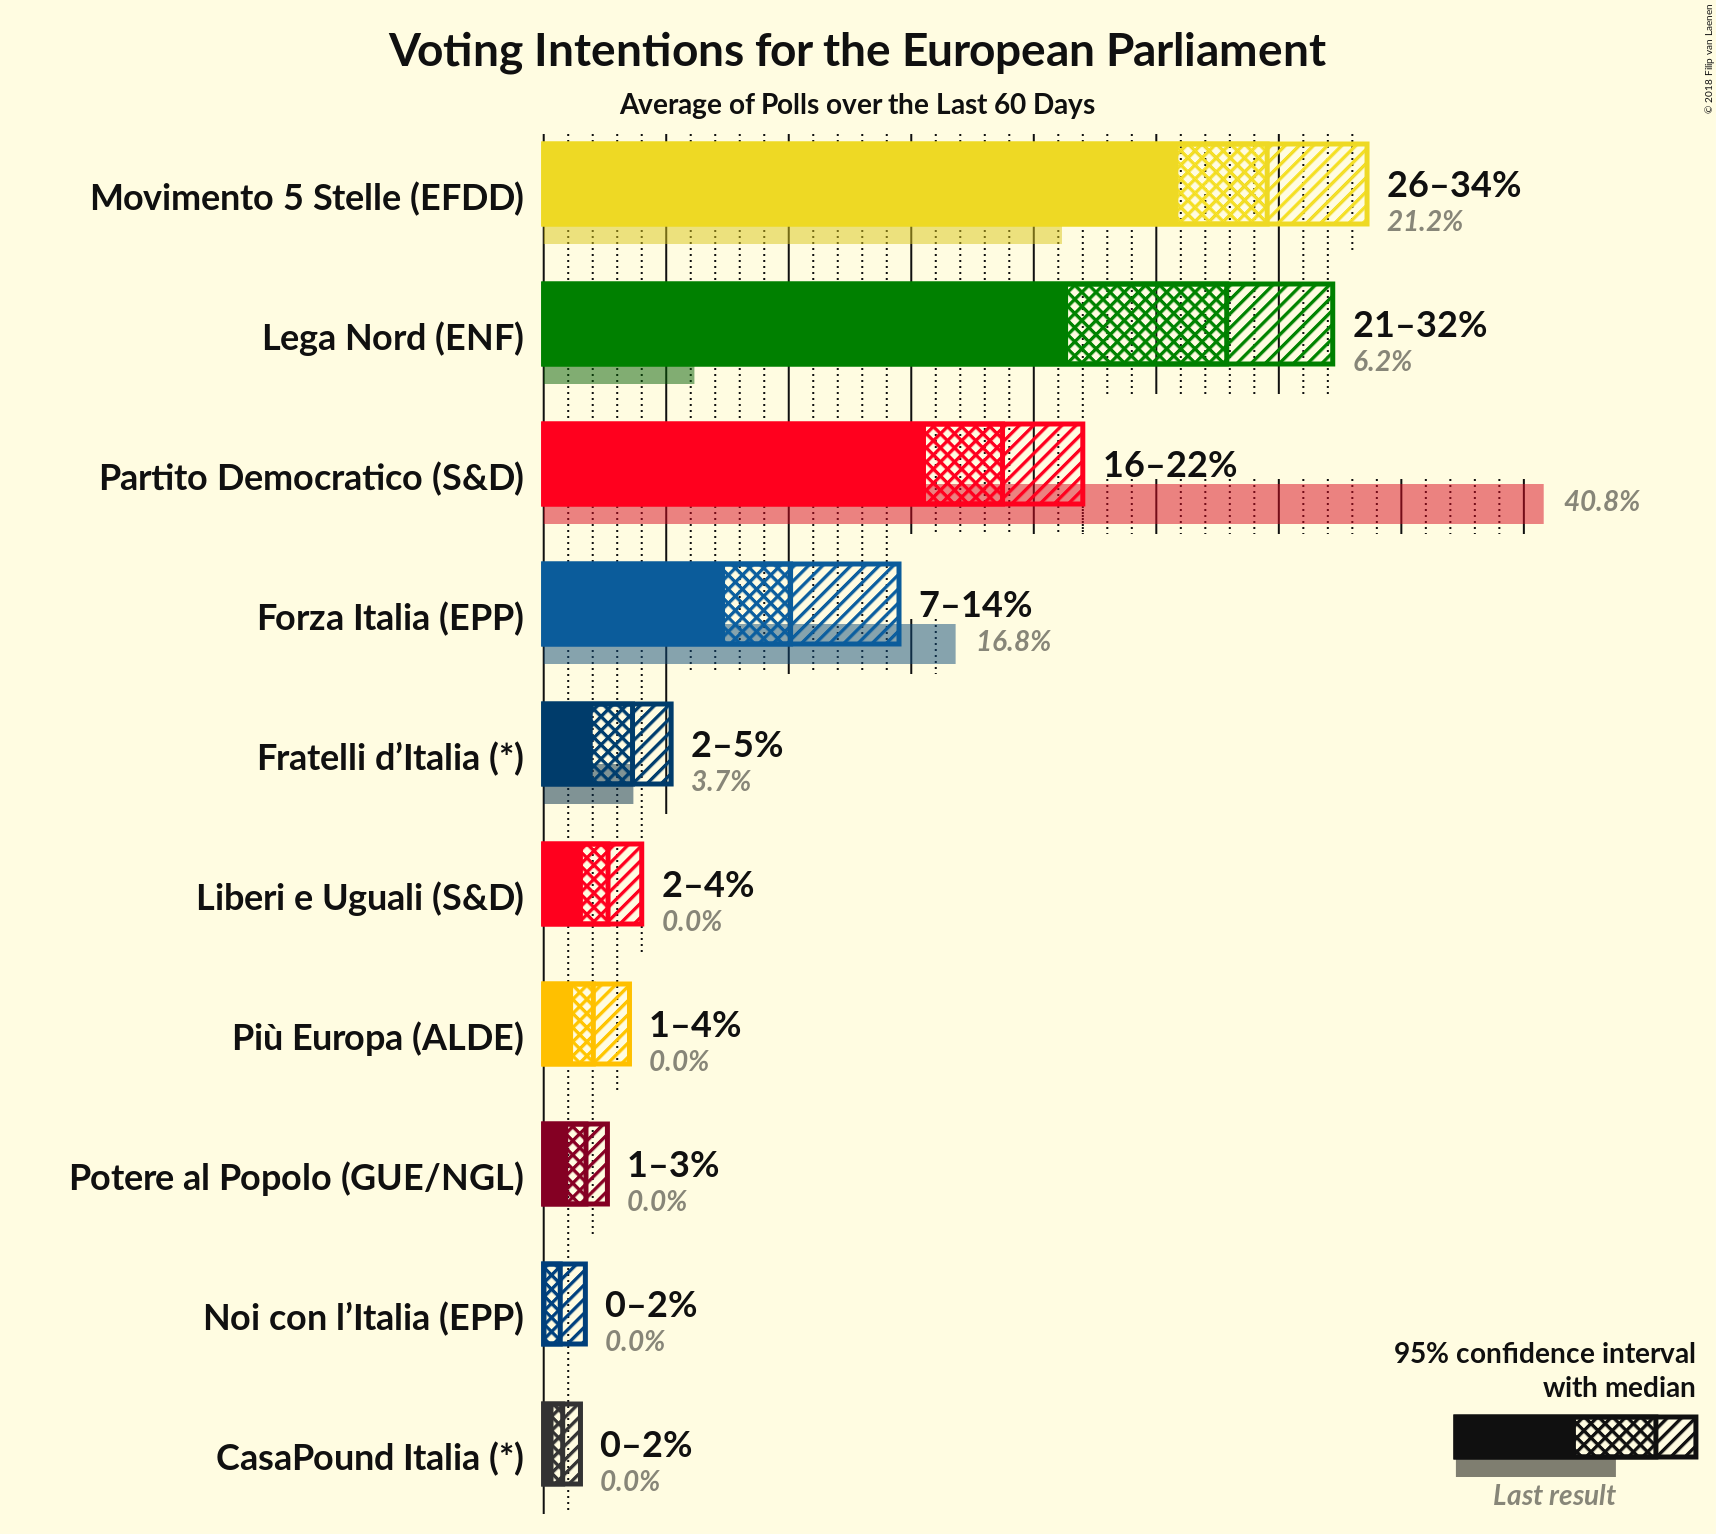 Voting Intentions for the European Parliament
Average of Polls over the Last 60 Days
© 2018 Filip van Laenen
Movimento 5 Stelle (EFDD)
26–34%
21.2%
Lega Nord (ENF)
21–32%
6.2%
Partito Democratico (S&D)
16–22%
40.8%
Forza Italia (EPP)
7–14%
16.8%
Fratelli d’Italia (*)
2–5%
3.7%
Liberi e Uguali (S&D)
2–4%
0.0%
Più Europa (ALDE)
1–4%
0.0%
Potere al Popolo (GUE/NGL)
1–3%
0.0%
Noi con l’Italia (EPP)
0–2%
0.0%
CasaPound Italia (*)
0–2%
0.0%
95% confidence interval
with median
Last result